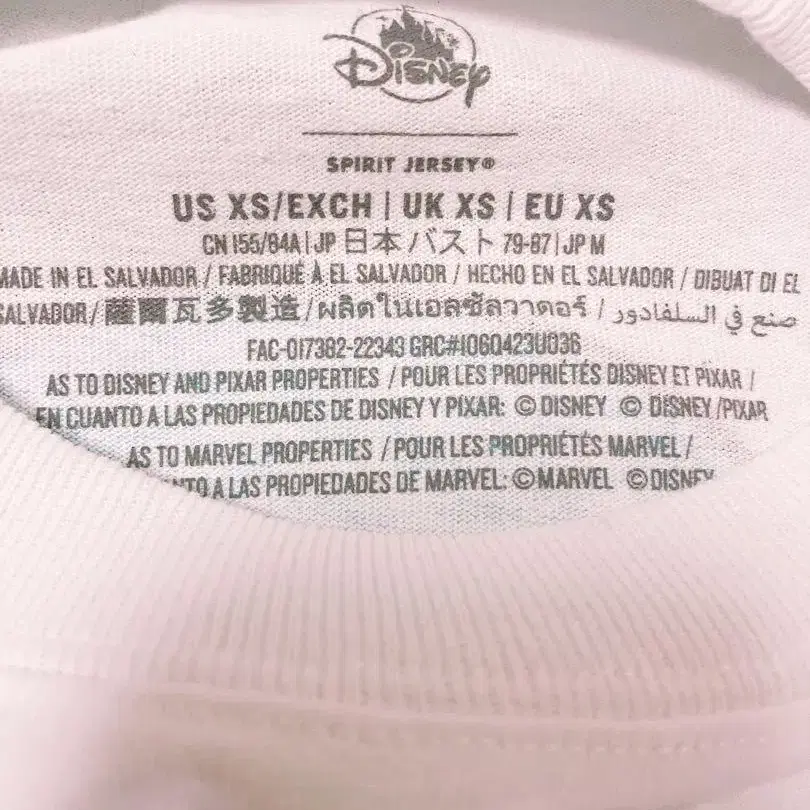 Disney
SPIRIT JERSEY®
US XS/EXCH | UK XS | EU XS
CN 155/84A | JP 日本 バスト 79-87 | JP M
MADE IN EL SALVADOR / FABRIQUÉ À EL SALVADOR / HECHO EN EL SALVADOR / DIBUAT DI EL
SALVADOR / 薩爾瓦多製造 / ผลิตในเอลซัลวาดอร์ / صنع في السلفادور
FAC-017382-22343 GRC#1060423U036
AS TO DISNEY AND PIXAR PROPERTIES / POUR LES PROPRIÉTÉS DISNEY ET PIXAR /
EN CUANTO A LAS PROPIEDADES DE DISNEY Y PIXAR: © DISNEY © DISNEY/PIXAR
AS TO MARVEL PROPERTIES / POUR LES PROPRIÉTÉS MARVEL /
A LAS PROPIEDADES DE MARVEL: ©MARVEL ©DISNEY